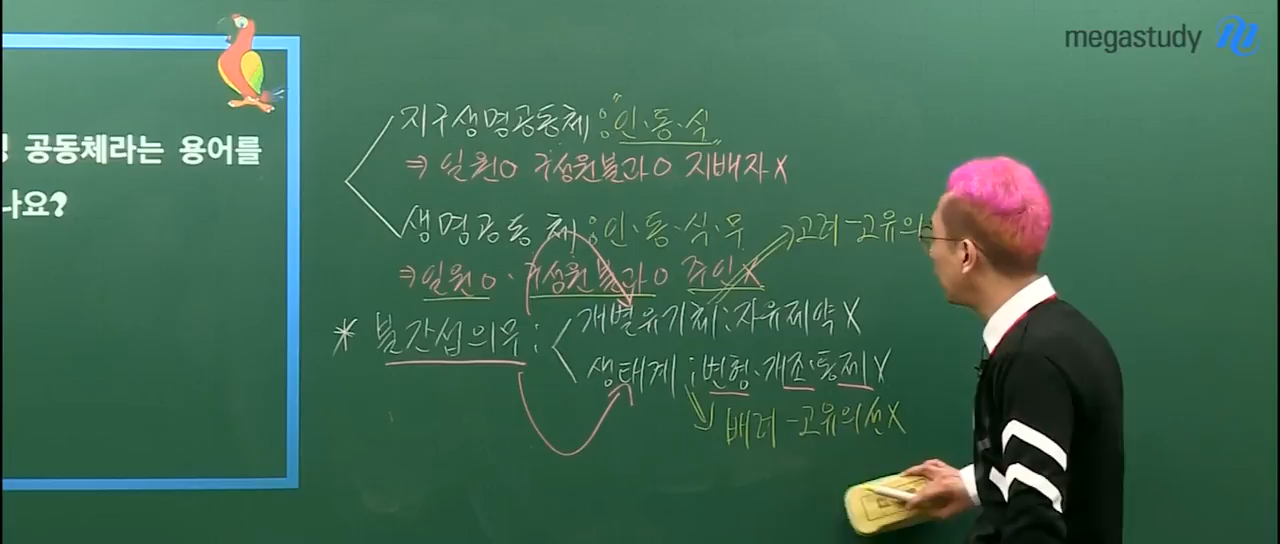 megastudy
공동체라는 용어를
나요?
지구생명공동체 : "인·동·식"
⇒ 일원O 구성원불과O 지배자X
생명공동체 : 인·동·식·무
⇒ 일원O · 구성원불과O 주인X
고려-고유의
* 불간섭의무 :
개별유기체 : 자유제약X
생태계 : 변형·개조·통제X
배려-고유의선X